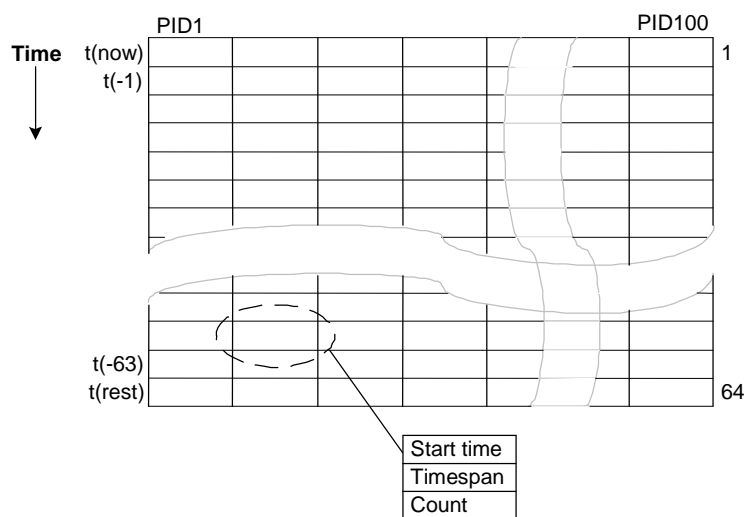 PID1 PID100
Time t(now) 1
t(-1)
t(-63)
t(rest) 64
Start time
Timespan
Count